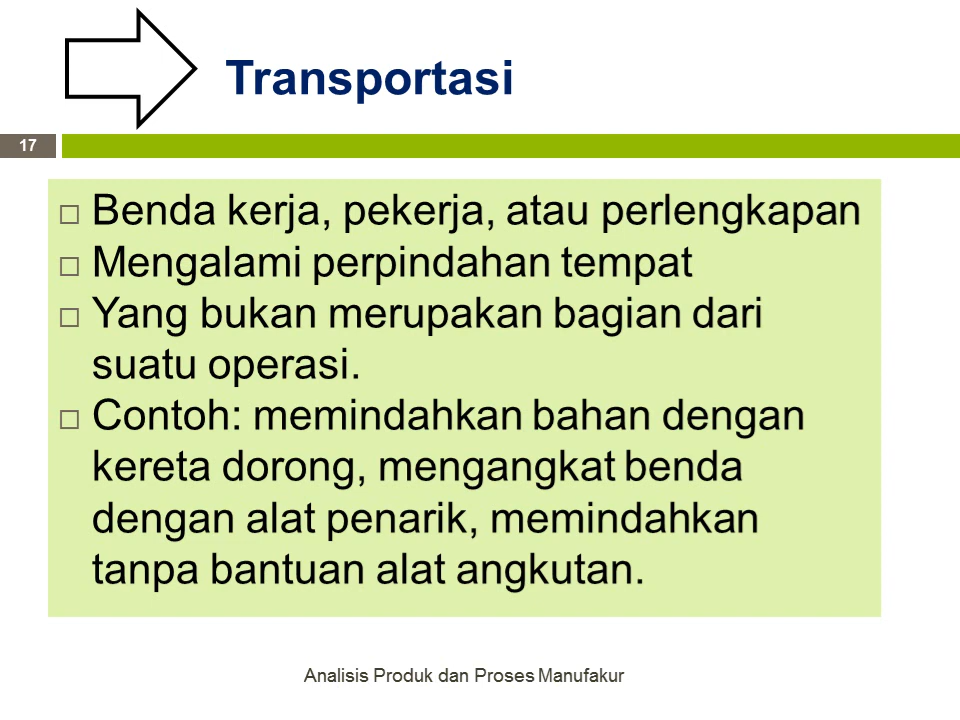 Transportasi
17
□ Benda kerja, pekerja, atau perlengkapan
□ Mengalami perpindahan tempat
□ Yang bukan merupakan bagian dari
suatu operasi.
□ Contoh: memindahkan bahan dengan
kereta dorong, mengangkat benda
dengan alat penarik, memindahkan
tanpa bantuan alat angkutan.
Analisis Produk dan Proses Manufakur